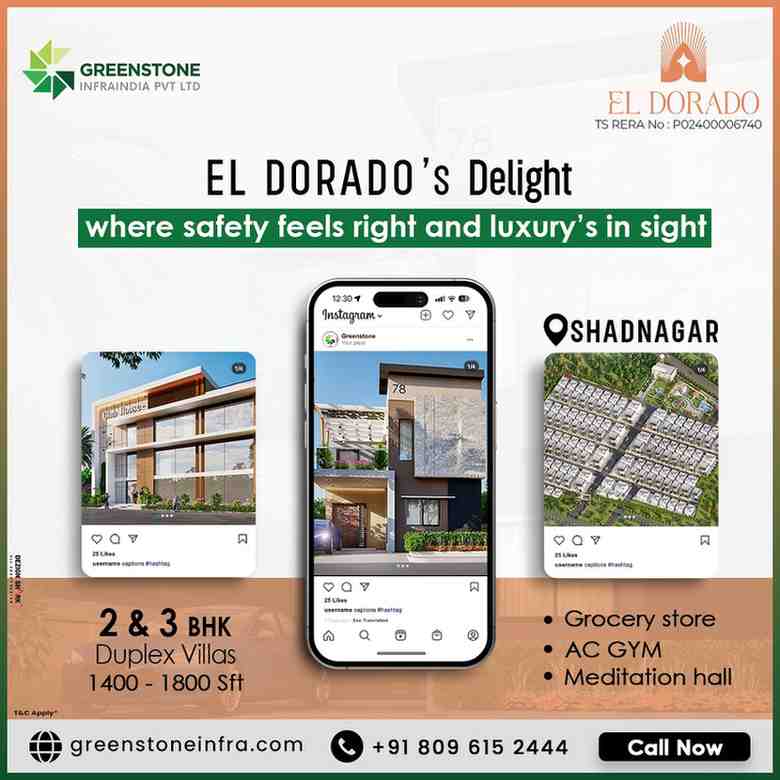 GREENSTONE
INFRAINDIA PVT LTD
EL DORADO
TS RERA No : P02400006740
EL DORADO's Delight
where safety feels right and luxury's in sight
12:30
Instagram
Greenstone
1/4
78
25 Likes
username captions #hashtag
See Translation
SHADNAGAR
Club House
1/4
25 Likes
username captions #hashtag
1/4
25 Likes
username captions #hashtag
2 & 3 BHK
Duplex Villas
1400 - 1800 Sft
• Grocery store
• AC GYM
• Meditation hall
T&C Apply*
greenstoneinfra.com
+91 809 615 2444
Call Now